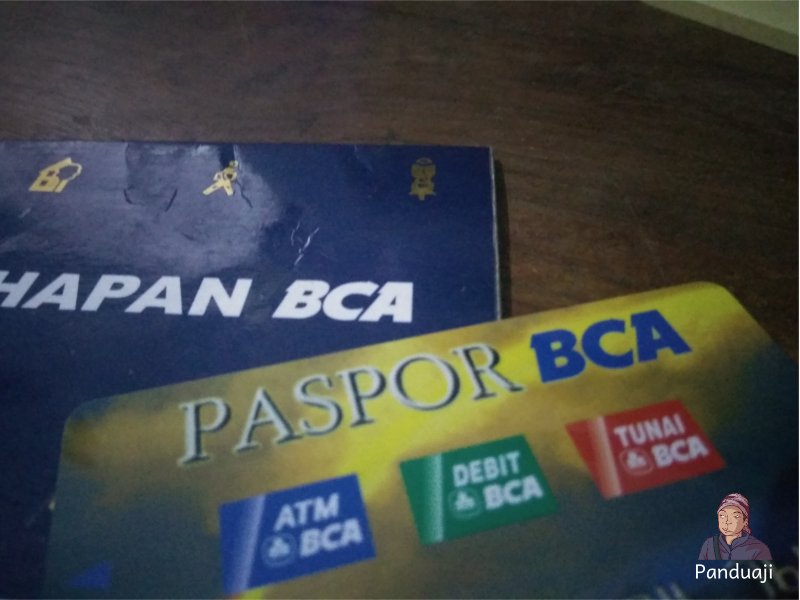 HAPAN BCA
PASPOR BCA
ATM
BCA
DEBIT
BCA
TUNAI
BCA
Panduaji